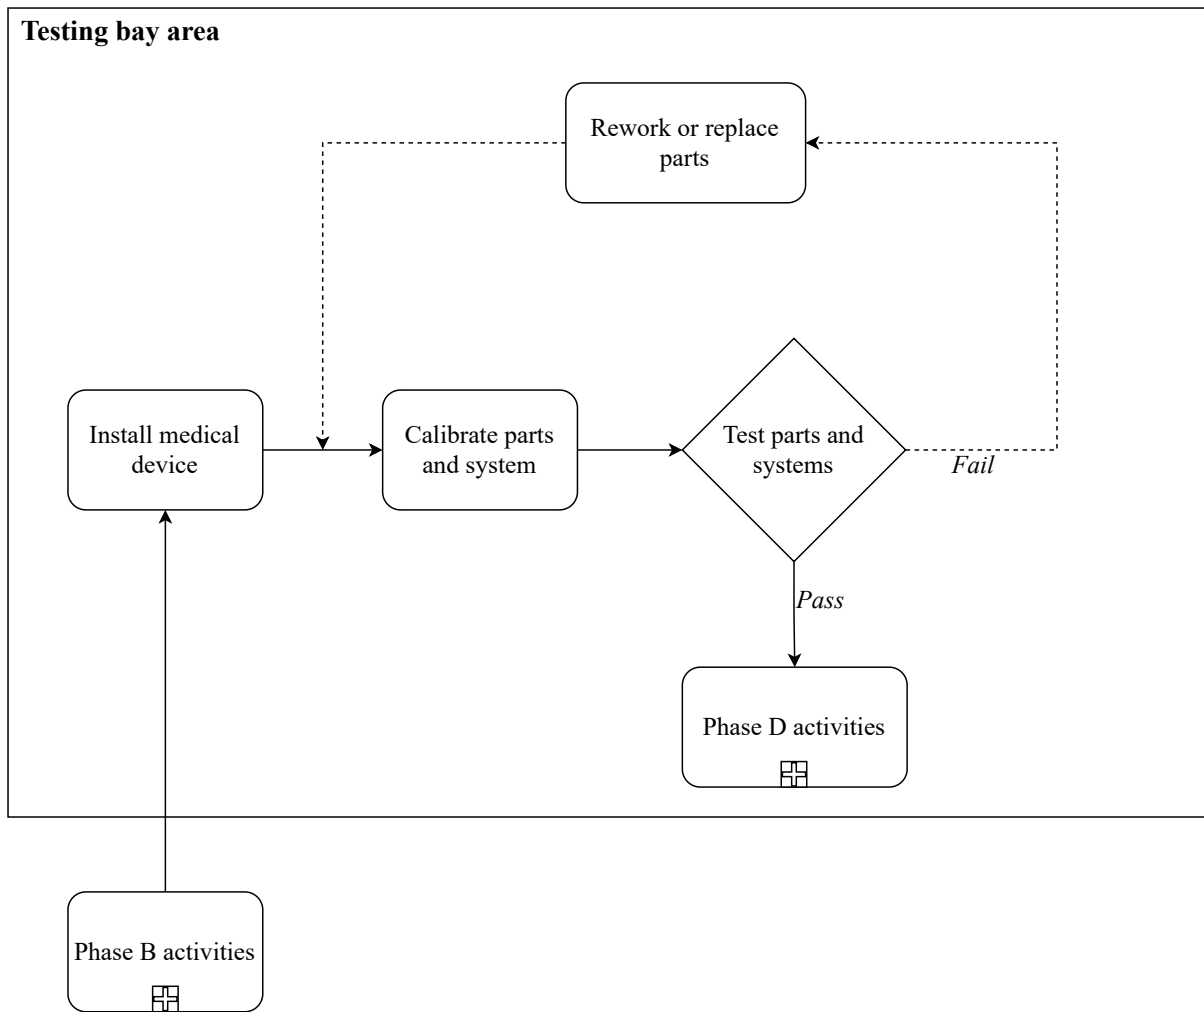 Testing bay area
Rework or replace
parts
Install medical
device
Calibrate parts
and system
Test parts and
systems
Fail
Pass
Phase D activities
Phase B activities